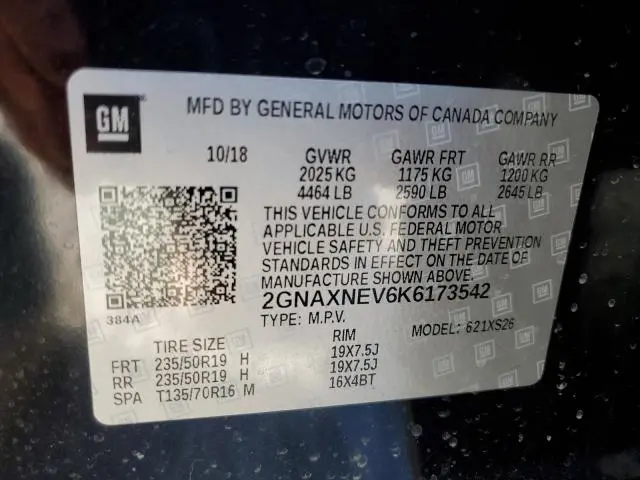 GM
MFD BY GENERAL MOTORS OF CANADA COMPANY
10/18 GVWR GAWR FRT GAWR RR
2025 KG 1175 KG 1200 KG
4464 LB 2590 LB 2645 LB
THIS VEHICLE CONFORMS TO ALL
APPLICABLE U.S. FEDERAL MOTOR
VEHICLE SAFETY AND THEFT PREVENTION
STANDARDS IN EFFECT ON THE DATE OF
MANUFACTURE SHOWN ABOVE.
2GNAXNEV6K6173542
384A
TYPE: M.P.V. MODEL: 621XS26
TIRE SIZE RIM
FRT 235/50R19 H 19X7.5J
RR 235/50R19 H 19X7.5J
SPA T135/70R16 M 16X4BT